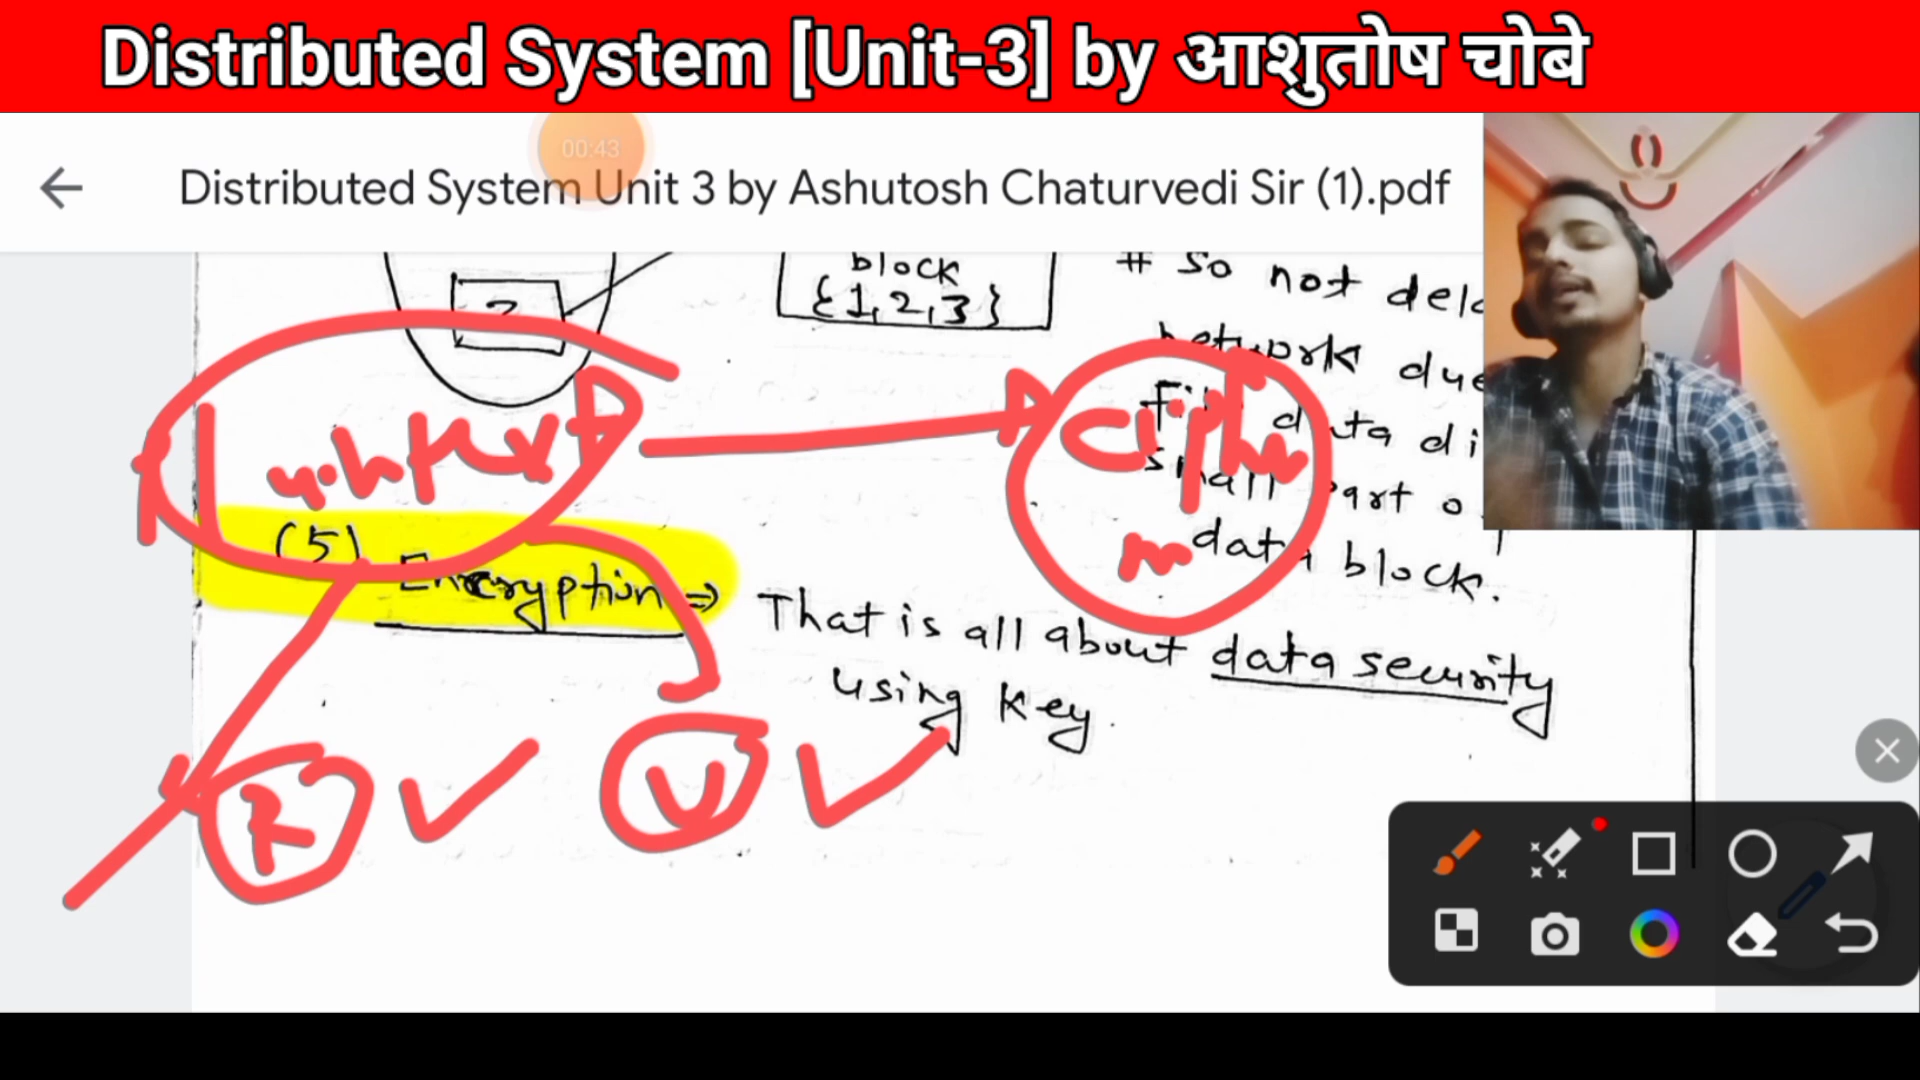 Distributed System [Unit-3] by आशुतोष चोबे
00:43
Distributed System Unit 3 by Ashutosh Chaturvedi Sir (1).pdf
block
{1,2,3}
# so not
network due
data
small part
data block.
(5) Encryption ⇒ That is all about data security
using Key.
R
U